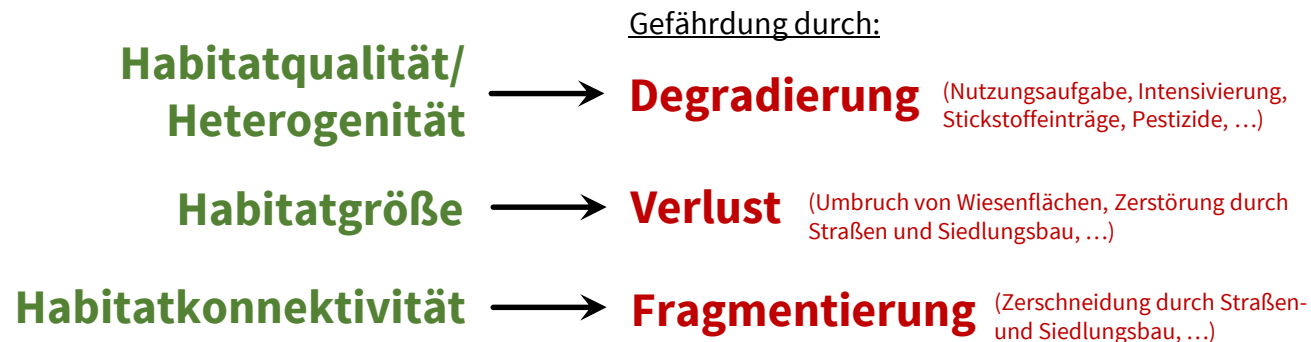 Gefährdung durch:
Habitatqualität/
Heterogenität
Degradierung
(Nutzungsaufgabe, Intensivierung,
Stickstoffeinträge, Pestizide, …)
Habitatgröße
Verlust
(Umbruch von Wiesenflächen, Zerstörung durch
Straßen und Siedlungsbau, …)
Habitatkonnektivität
Fragmentierung
(Zerschneidung durch Straßen-
und Siedlungsbau, …)